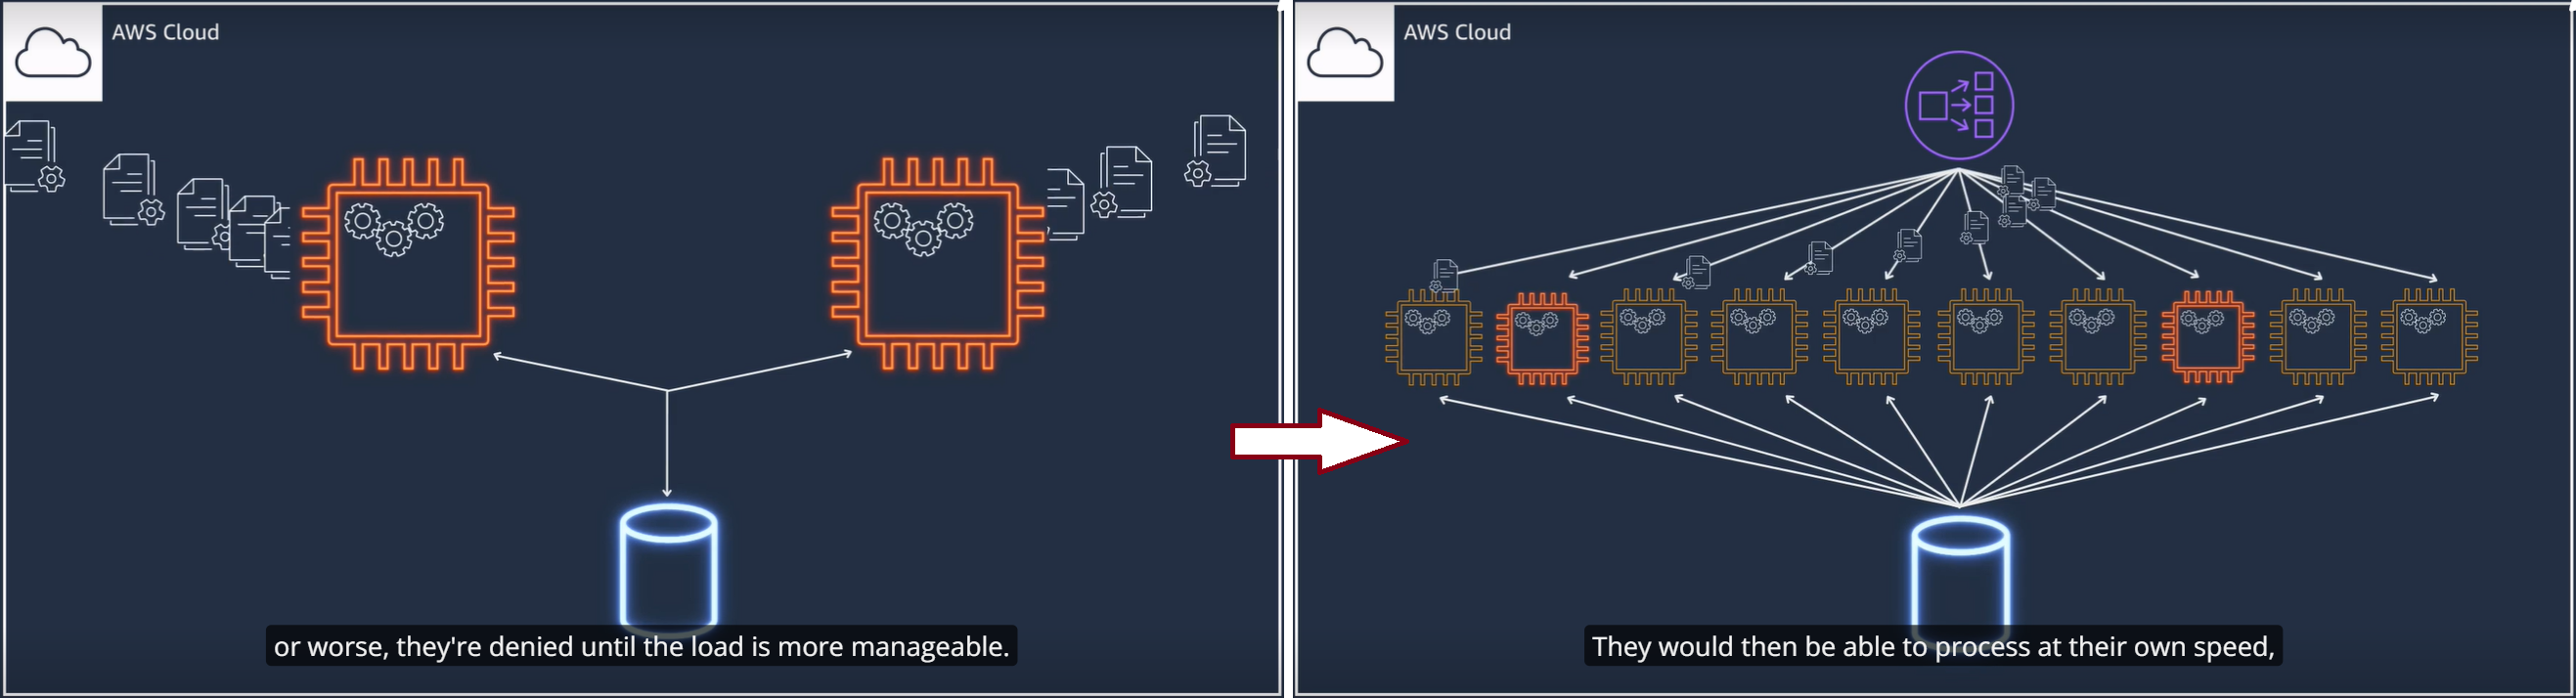 AWS Cloud
or worse, they're denied until the load is more manageable.
AWS Cloud
They would then be able to process at their own speed,